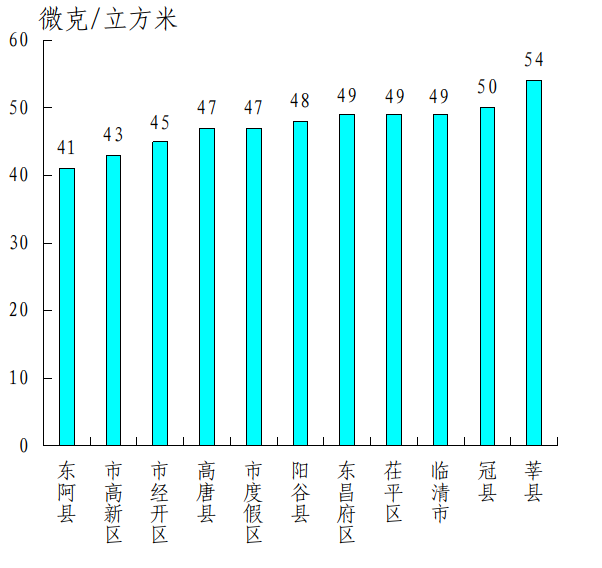 微克/立方米
60
50
40
30
20
10
0
41
43
45
47
47
48
49
49
49
50
54
东阿县
市高新区
市经开区
高唐县
市度假区
阳谷县
东昌府区
茌平区
临清市
冠县
莘县